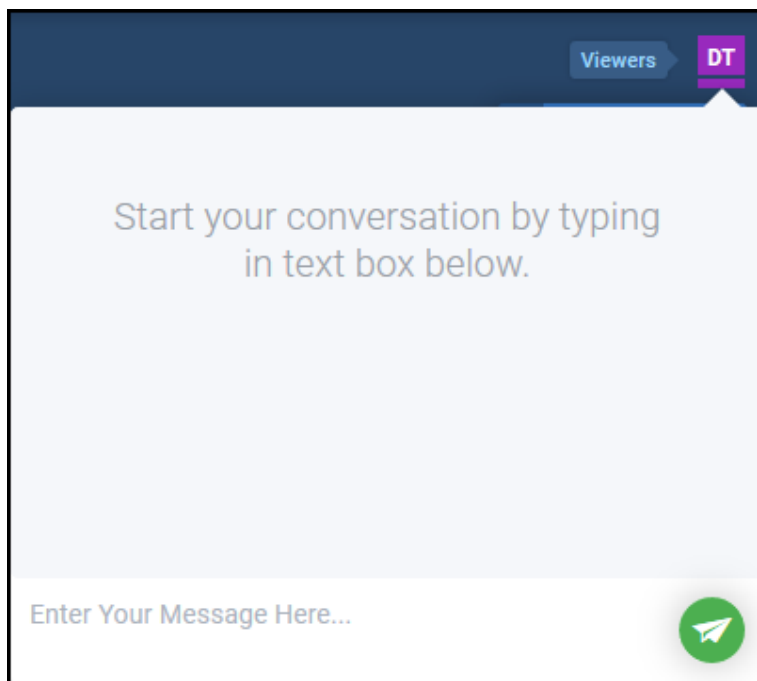 Viewers
DT
Start your conversation by typing
in text box below.
Enter Your Message Here...